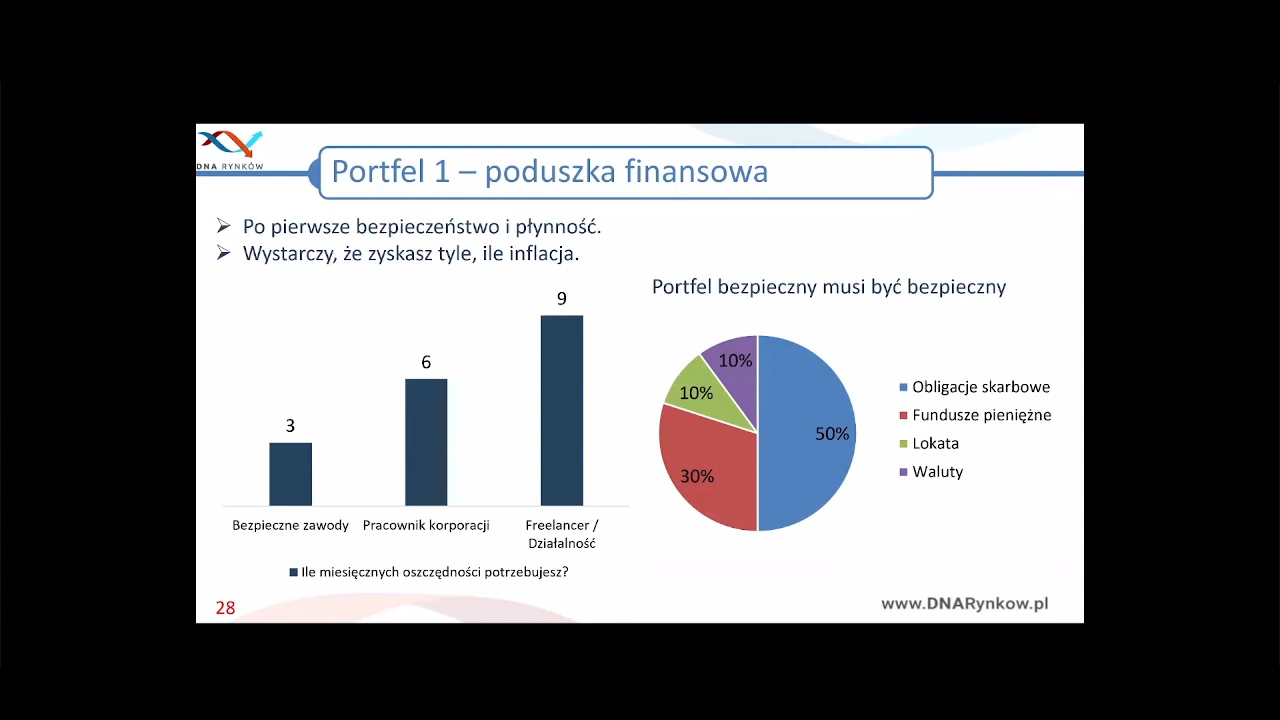 DNA RYNKÓW
Portfel 1 – poduszka finansowa
Po pierwsze bezpieczeństwo i płynność.
Wystarczy, że zyskasz tyle, ile inflacja.
9
6
3
Bezpieczne zawody
Pracownik korporacji
Freelancer /
Działalność
Ile miesięcznych oszczędności potrzebujesz?
Portfel bezpieczny musi być bezpieczny
10%
10%
50%
30%
Obligacje skarbowe
Fundusze pieniężne
Lokata
Waluty
28
www.DNARynkow.pl